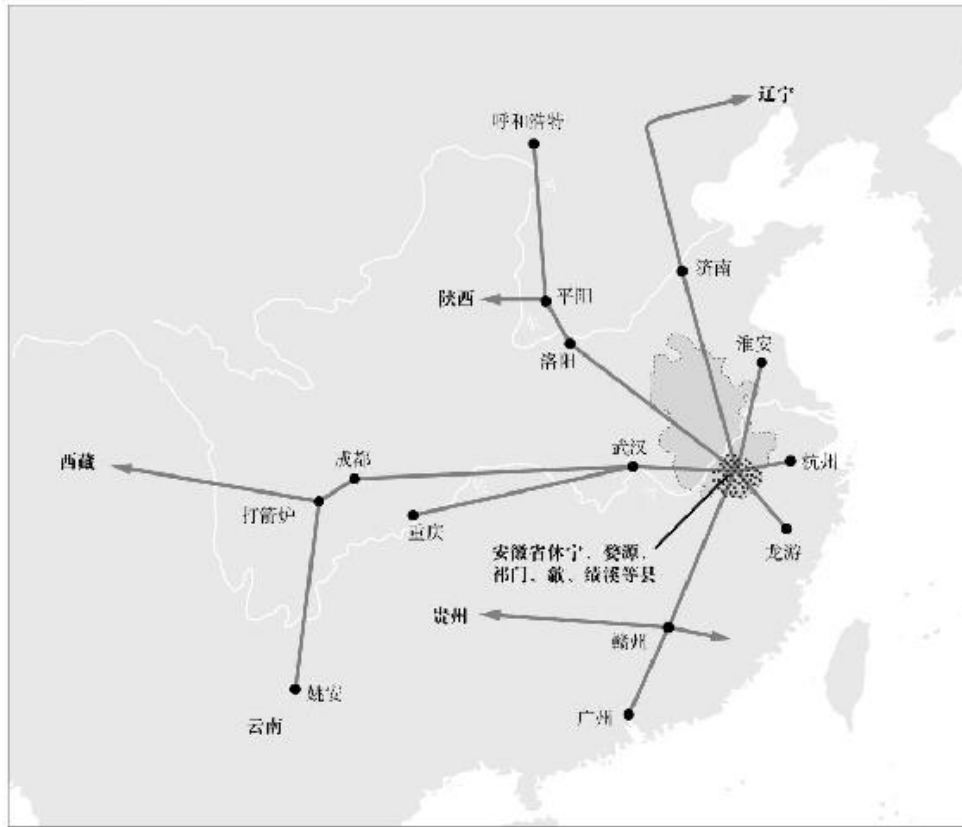 辽宁
呼和浩特
济南
陕西
平阳
淮安
洛阳
武汉
西藏
成都
杭州
打箭炉
重庆
龙游
安徽省休宁、婺源、
祁门、歙、绩溪等县
贵州
赣州
姚安
广州
云南